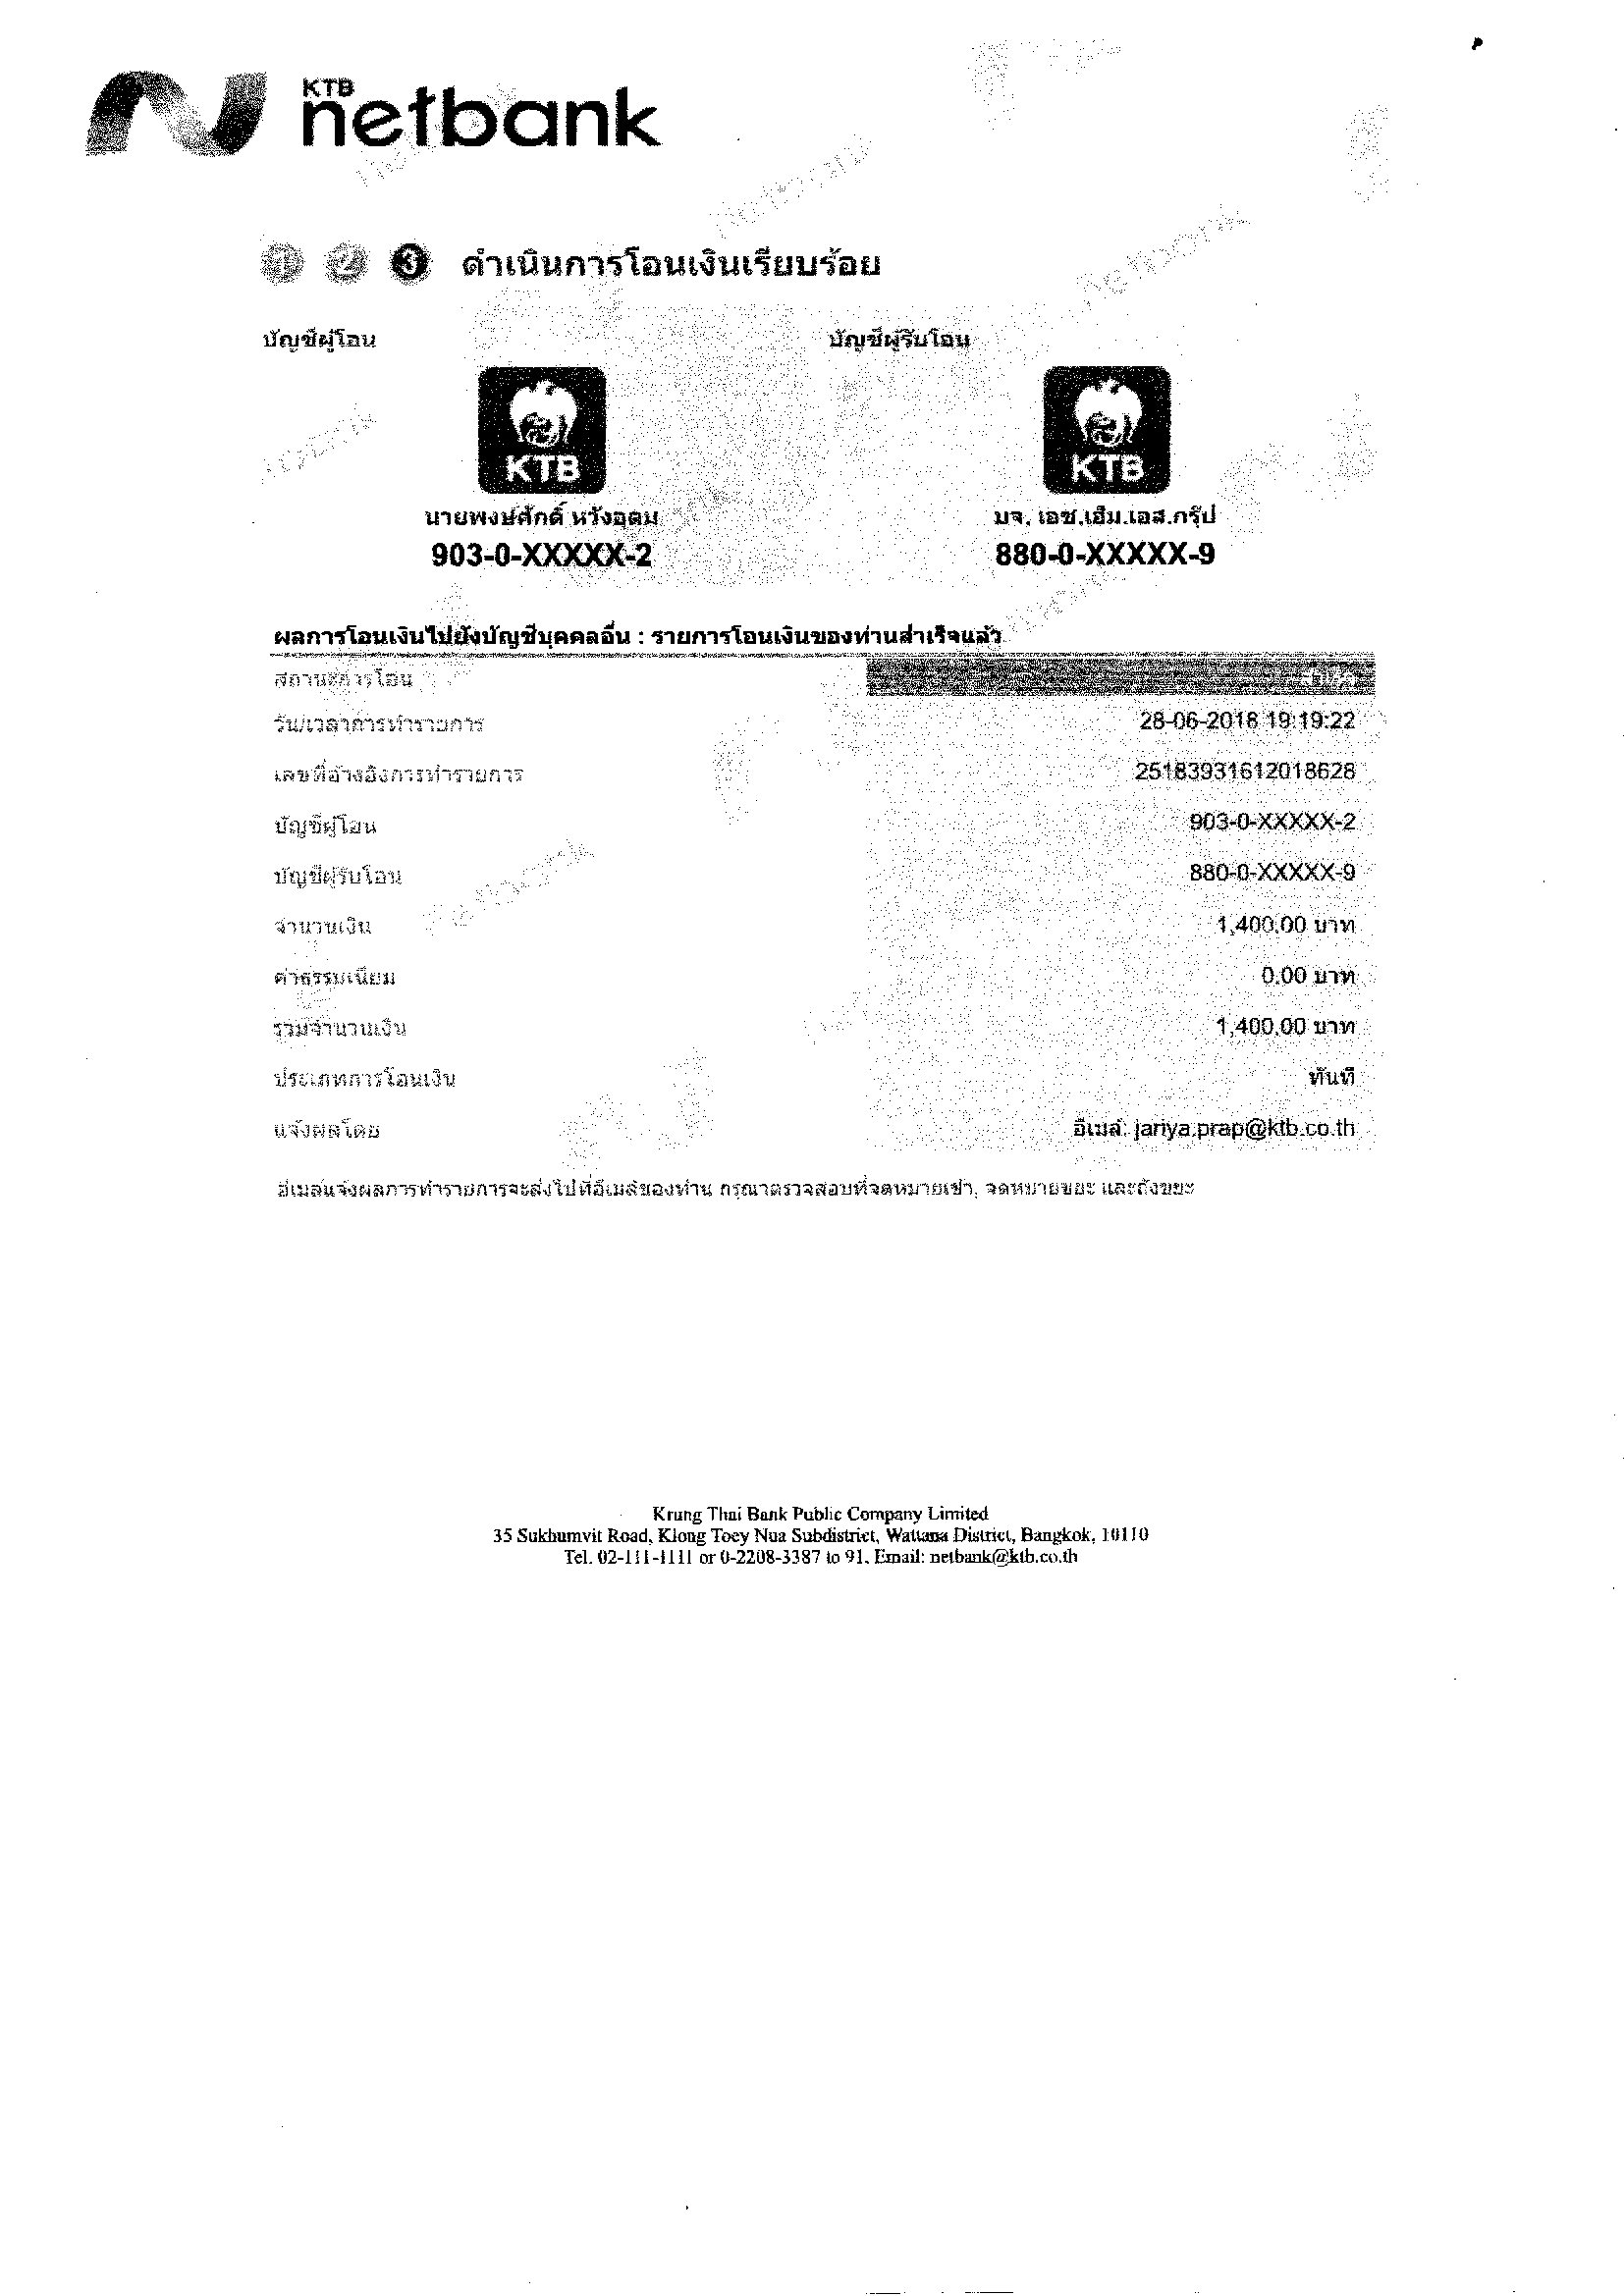 KTB
netbank
1 2 3 ดำเนินการโอนเงินเรียบร้อย
บัญชีผู้โอน
บัญชีผู้รับโอน
KTB
KTB
นายพงษ์ศักดิ์ หวังอุดม
มจ. เอช.เอ็ม.เอส.กรุ๊ป
903-0-XXXXX-2
880-0-XXXXX-9
ผลการโอนเงินไปยังบัญชีบุคคลอื่น : รายการโอนเงินของท่านสำเร็จแล้ว
สถานะการโอน สำเร็จ
วัน/เวลาการทำรายการ 28-06-2018 19:19:22
เลขที่อ้างอิงการทำรายการ 25183931612018628
บัญชีผู้โอน 903-0-XXXXX-2
บัญชีผู้รับโอน 880-0-XXXXX-9
จำนวนเงิน 1,400.00 บาท
ค่าธรรมเนียม 0.00 บาท
รวมจำนวนเงิน 1,400.00 บาท
ประเภทการโอนเงิน ทันที
แจ้งผลโดย อีเมล์: jariya.prap@ktb.co.th
อีเมล์แจ้งผลการทำรายการจะส่งไปที่อีเมล์ของท่าน กรุณาตรวจสอบที่จดหมายเข้า, จดหมายขยะ และถังขยะ
Krung Thai Bank Public Company Limited
35 Sukhumvit Road, Klong Toey Nua Subdistrict, Wattana District, Bangkok, 10110
Tel. 02-111-1111 or 0-2208-3387 to 91. Email: netbank@ktb.co.th